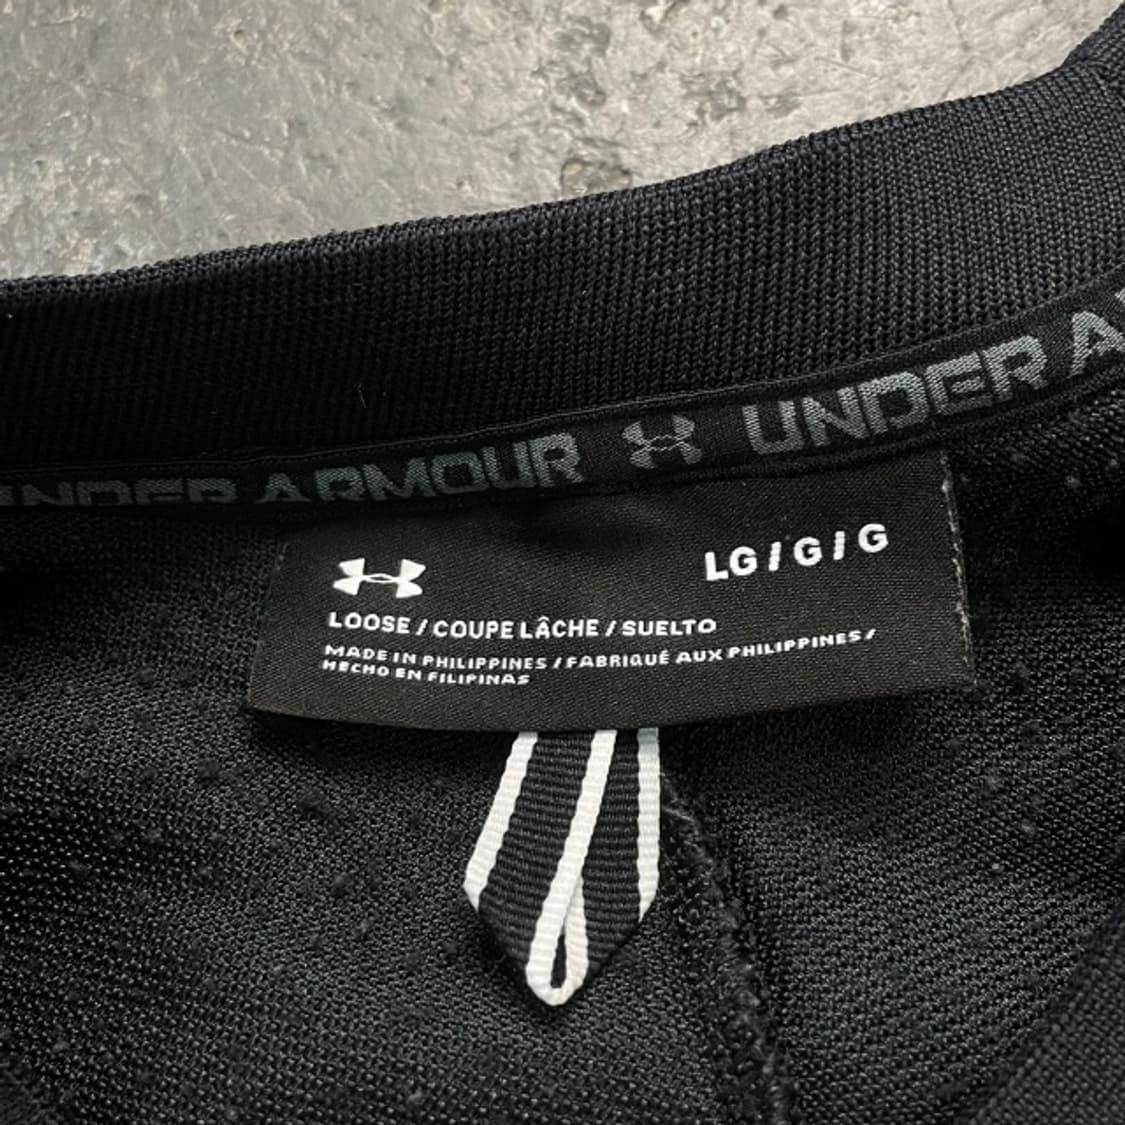 UNDER ARMOUR UNDER A
LG / G / G
LOOSE / COUPE LÂCHE / SUELTO
MADE IN PHILIPPINES / FABRIQUÉ AUX PHILIPPINES /
HECHO EN FILIPINAS